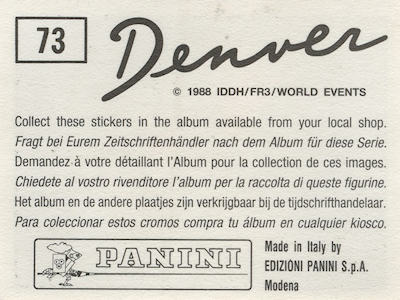 73
Denver
© 1988 IDDH/FR3/WORLD EVENTS
Collect these stickers in the album available from your local shop.
Fragt bei Eurem Zeitschriftenhändler nach dem Album für diese Serie.
Demandez à votre détaillant l'Album pour la collection de ces images.
Chiedete al vostro rivenditore l'album per la raccolta di queste figurine.
Het album en de andere plaatjes zijn verkrijgbaar bij de tijdschrifthandelaar.
Para coleccionar estos cromos compra tu álbum en cualquier kiosco.
PANINI
Made in Italy by
EDIZIONI PANINI S.p.A.
Modena